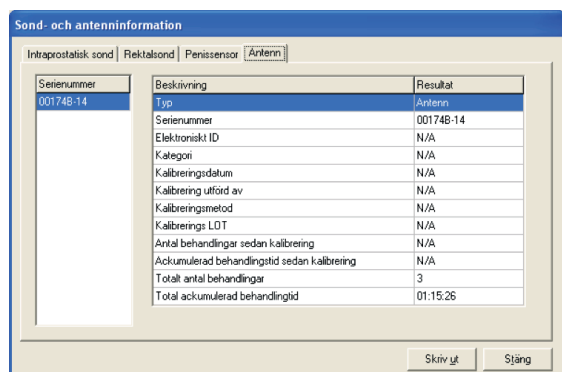 Sond- och antenninformation
Intraprostatisk sond Rektalsond Penissensor Antenn
Serienummer
00174B-14
Beskrivning Resultat
Typ Antenn
Serienummer 00174B-14
Elektroniskt ID N/A
Kategori N/A
Kalibreringsdatum N/A
Kalibrering utförd av N/A
Kalibreringsmetod N/A
Kalibrerings LOT N/A
Antal behandlingar sedan kalibrering N/A
Ackumulerad behandlingstid sedan kalibrering N/A
Totalt antal behandlingar 3
Total ackumulerad behandlingtid 01:15:26
Skriv ut Stäng